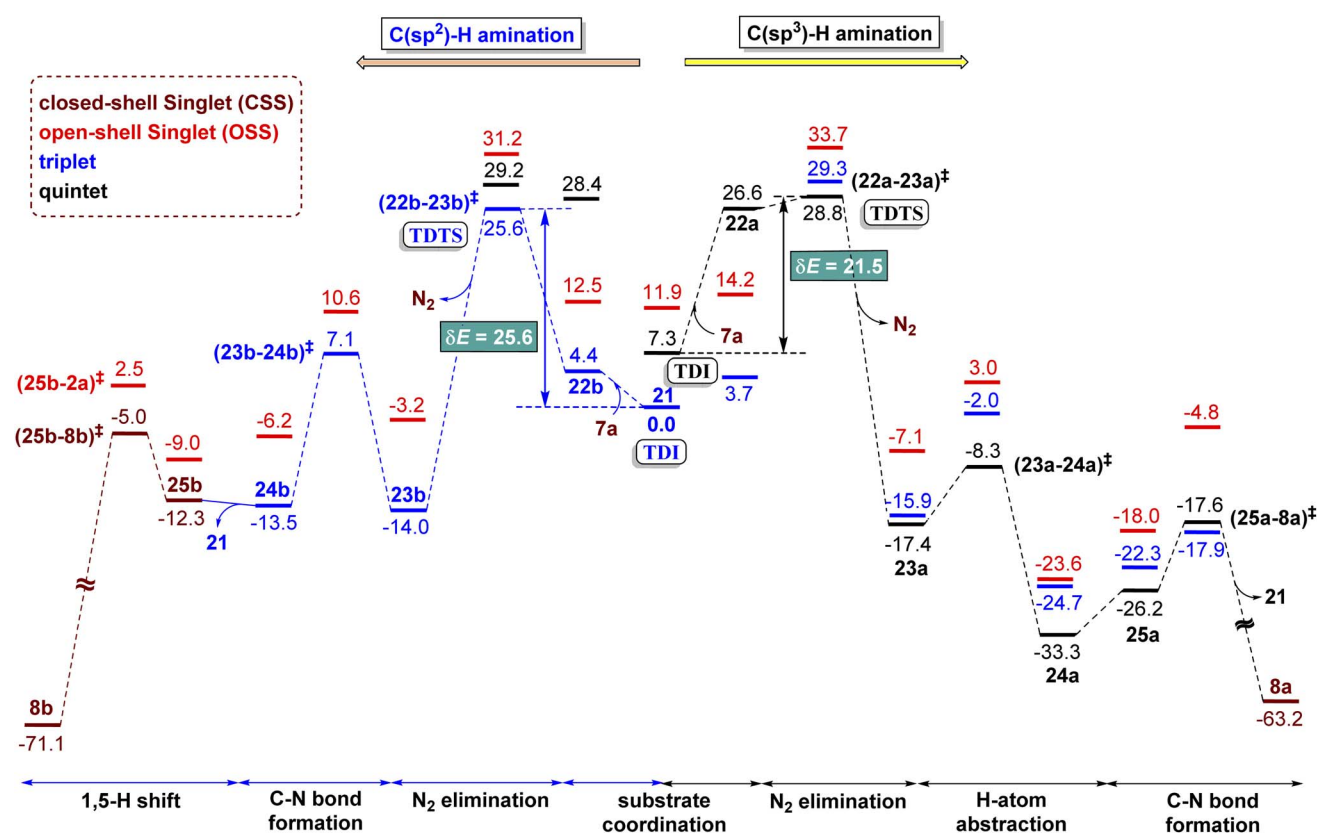 C(sp²)-H amination
C(sp³)-H amination
closed-shell Singlet (CSS)
open-shell Singlet (OSS)
triplet
quintet
31.2
29.2
(22b-23b)‡
TDTS
25.6
28.4
26.6
22a
33.7
29.3
(22a-23a)‡
28.8
TDTS
N₂
δE = 25.6
12.5
11.9
14.2
δE = 21.5
N₂
7a
7.3
TDI
10.6
7.1
(23b-24b)‡
4.4
22b
7a
21
0.0
TDI
3.7
(25b-2a)‡
2.5
(25b-8b)‡
-5.0
-9.0
25b
-12.3
21
-6.2
24b
-13.5
-3.2
23b
-14.0
-7.1
-15.9
-17.4
23a
3.0
-2.0
-8.3
(23a-24a)‡
-23.6
-24.7
-33.3
24a
-18.0
-22.3
-26.2
25a
-4.8
-17.6
(25a-8a)‡
-17.9
21
8b
-71.1
8a
-63.2
1,5-H shift
C-N bond
formation
N₂ elimination
substrate
coordination
N₂ elimination
H-atom
abstraction
C-N bond
formation